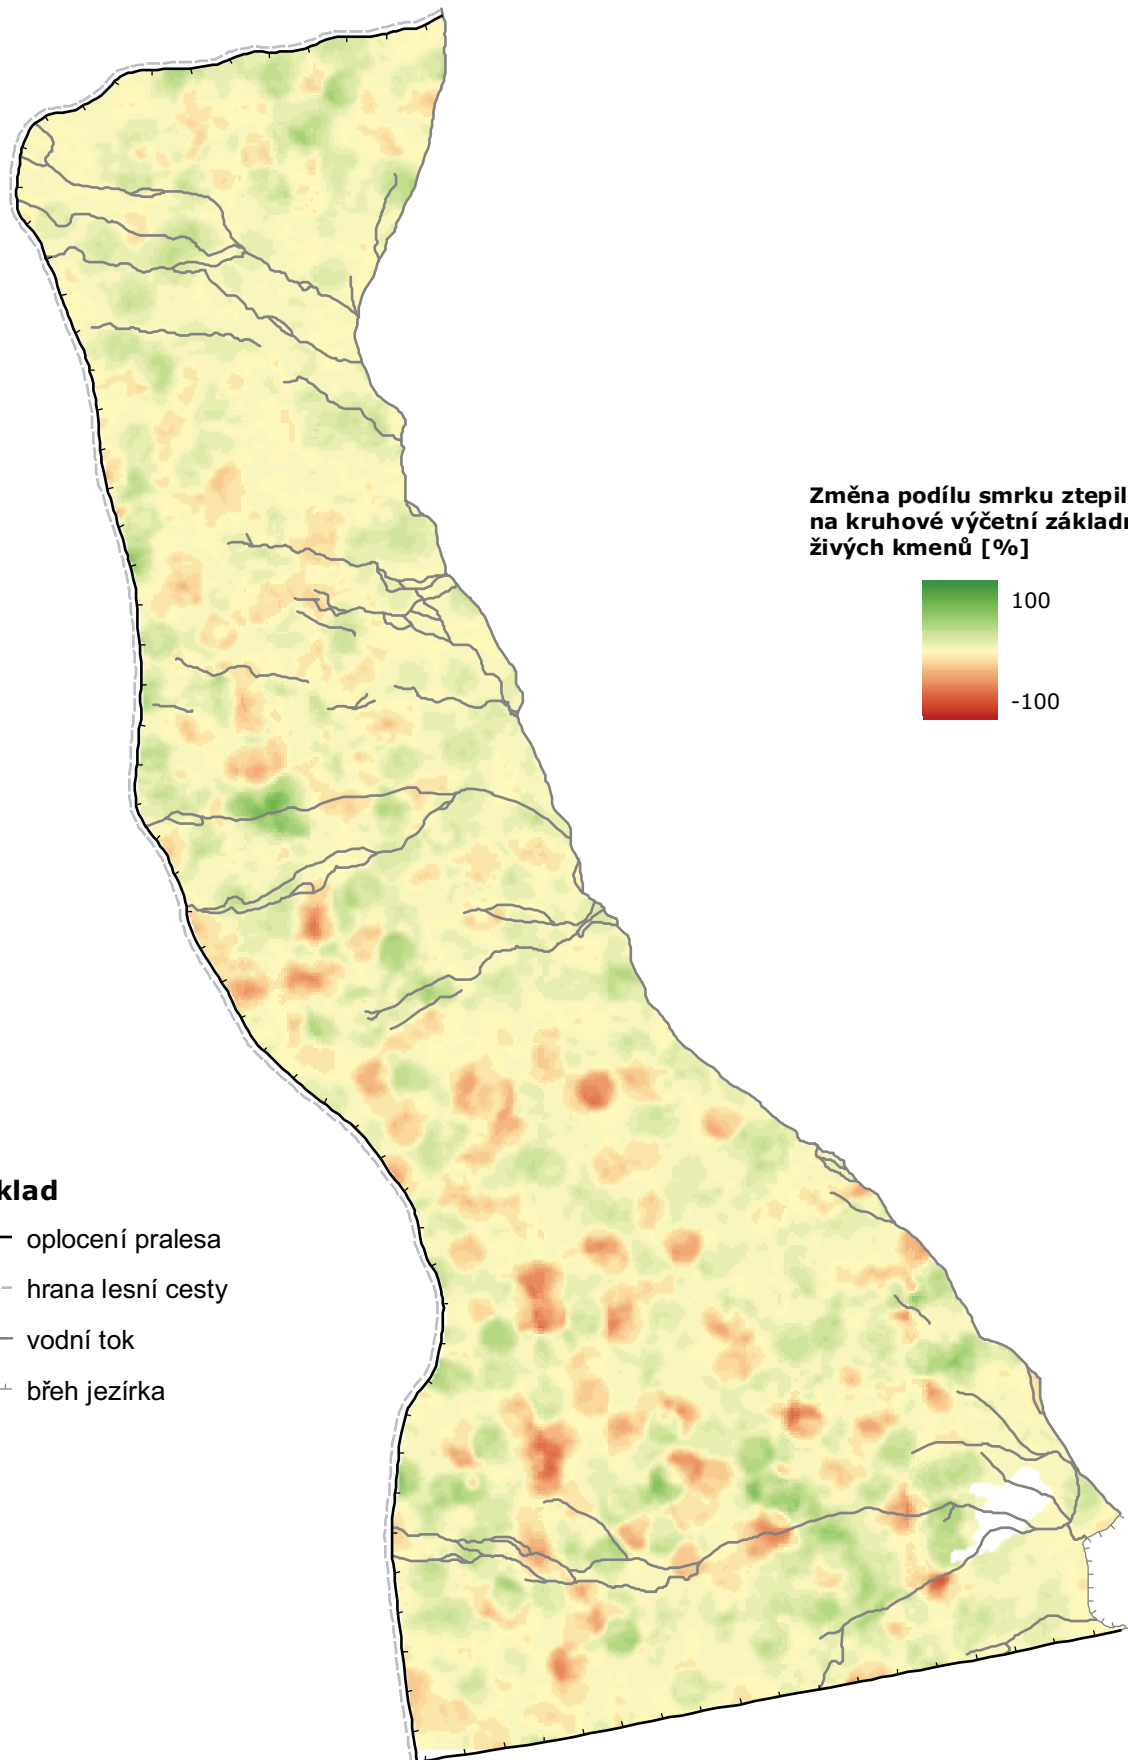 Změna podílu smrku ztepil
na kruhové výčetní základn
živých kmenů [%]
100
-100
klad
oplocení pralesa
hrana lesní cesty
vodní tok
břeh jezírka